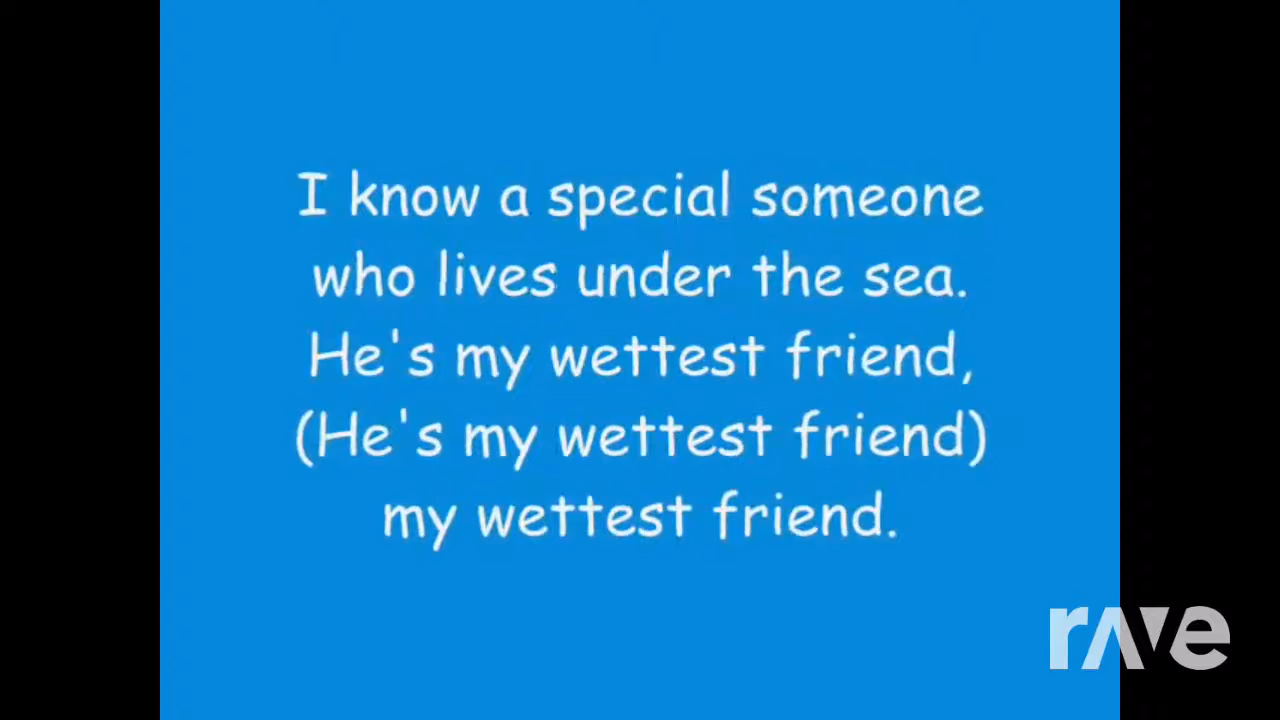 I know a special someone
who lives under the sea.
He's my wettest friend,
(He's my wettest friend)
my wettest friend.
rave